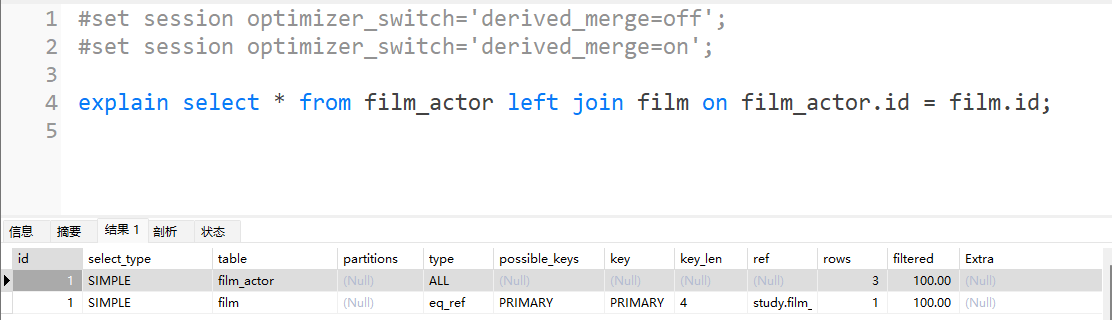 1 #set session optimizer_switch='derived_merge=off';
2 #set session optimizer_switch='derived_merge=on';
3
4 explain select * from film_actor left join film on film_actor.id = film.id;
5
信息 摘要 结果 1 剖析 状态
id select_type table partitions type possible_keys key key_len ref rows filtered Extra
1 SIMPLE film_actor (Null) ALL (Null) (Null) (Null) (Null) 3 100.00 (Null)
1 SIMPLE film (Null) eq_ref PRIMARY PRIMARY 4 study.film_ 1 100.00 (Null)